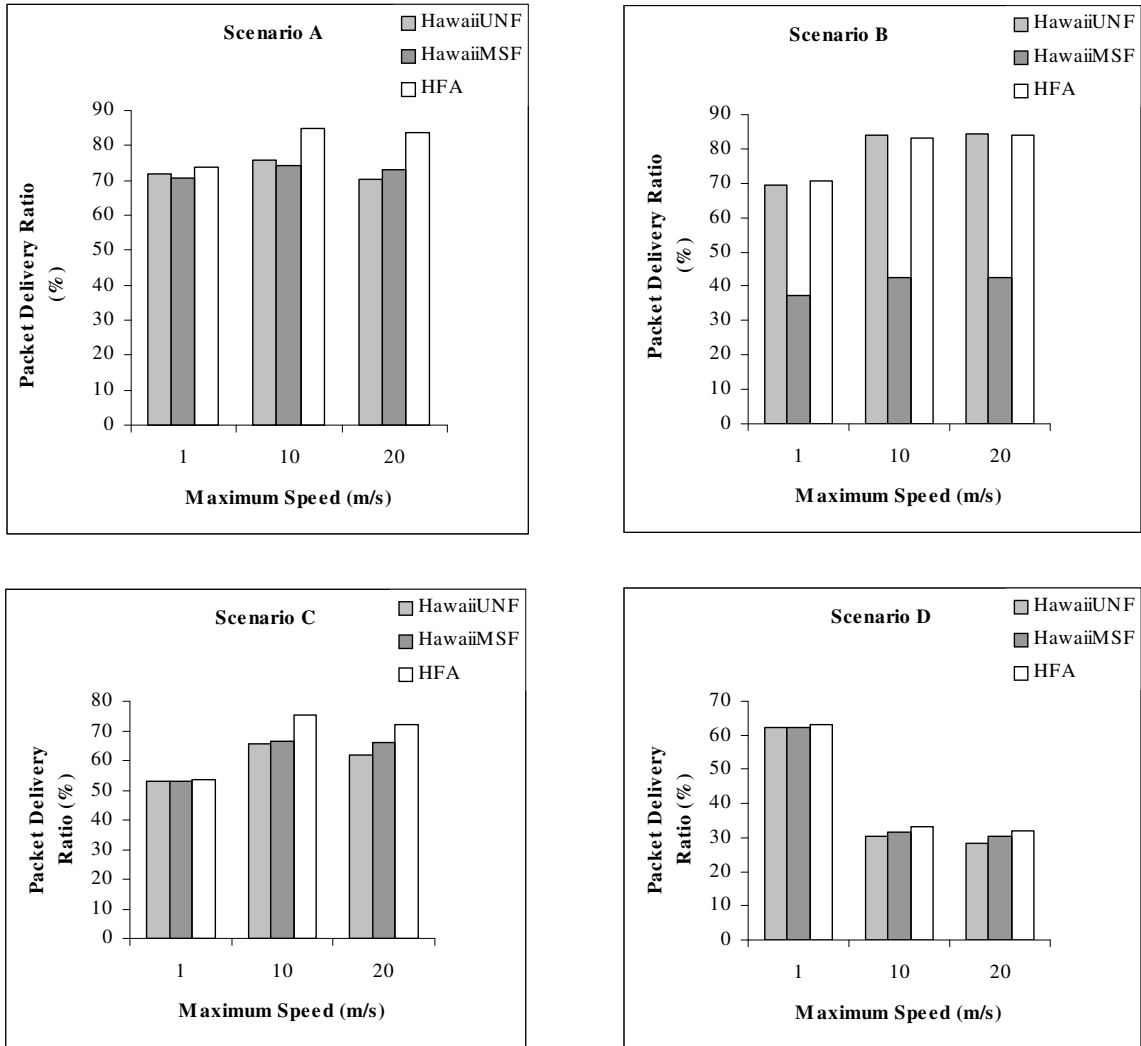 Scenario A
HawaiiUNF
HawaiiMSF
HFA
Packet Delivery Ratio
(%)
90
80
70
60
50
40
30
20
10
0
1 10 20
Maximum Speed (m/s)
Scenario B
HawaiiUNF
HawaiiMSF
HFA
Packet Delivery Ratio
(%)
90
80
70
60
50
40
30
20
10
0
1 10 20
Maximum Speed (m/s)
Scenario C
HawaiiUNF
HawaiiMSF
HFA
Packet Delivery
Ratio (%)
80
70
60
50
40
30
20
10
0
1 10 20
Maximum Speed (m/s)
Scenario D
HawaiiUNF
HawaiiMSF
HFA
Packet Delivery
Ratio (%)
70
60
50
40
30
20
10
0
1 10 20
Maximum Speed (m/s)